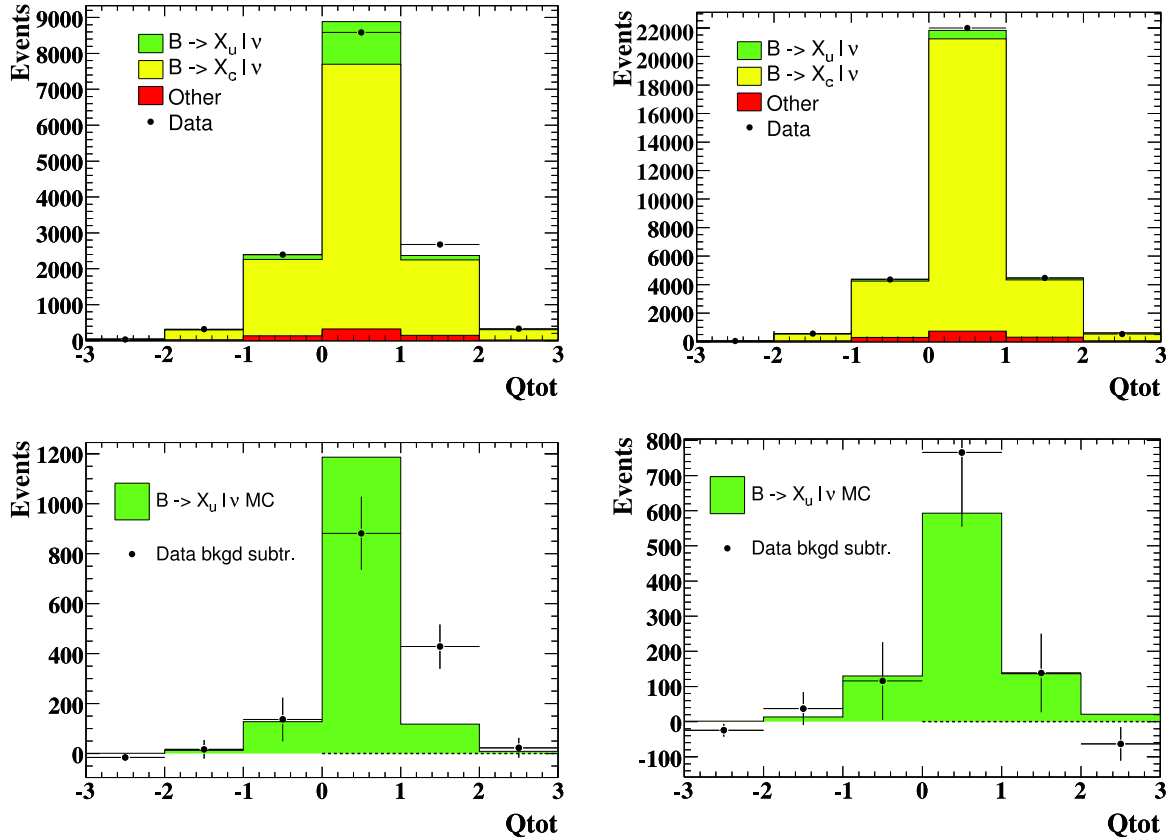 Events
9000
8000
7000
6000
5000
4000
3000
2000
1000
0
B -> X_u l ν
B -> X_c l ν
Other
Data
-3 -2 -1 0 1 2 3
Qtot
Events
22000
20000
18000
16000
14000
12000
10000
8000
6000
4000
2000
0
B -> X_u l ν
B -> X_c l ν
Other
Data
-3 -2 -1 0 1 2 3
Qtot
Events
1200
1000
800
600
400
200
0
B -> X_u l ν MC
Data bkgd subtr.
-3 -2 -1 0 1 2 3
Qtot
Events
800
700
600
500
400
300
200
100
0
-100
B -> X_u l ν MC
Data bkgd subtr.
-3 -2 -1 0 1 2 3
Qtot